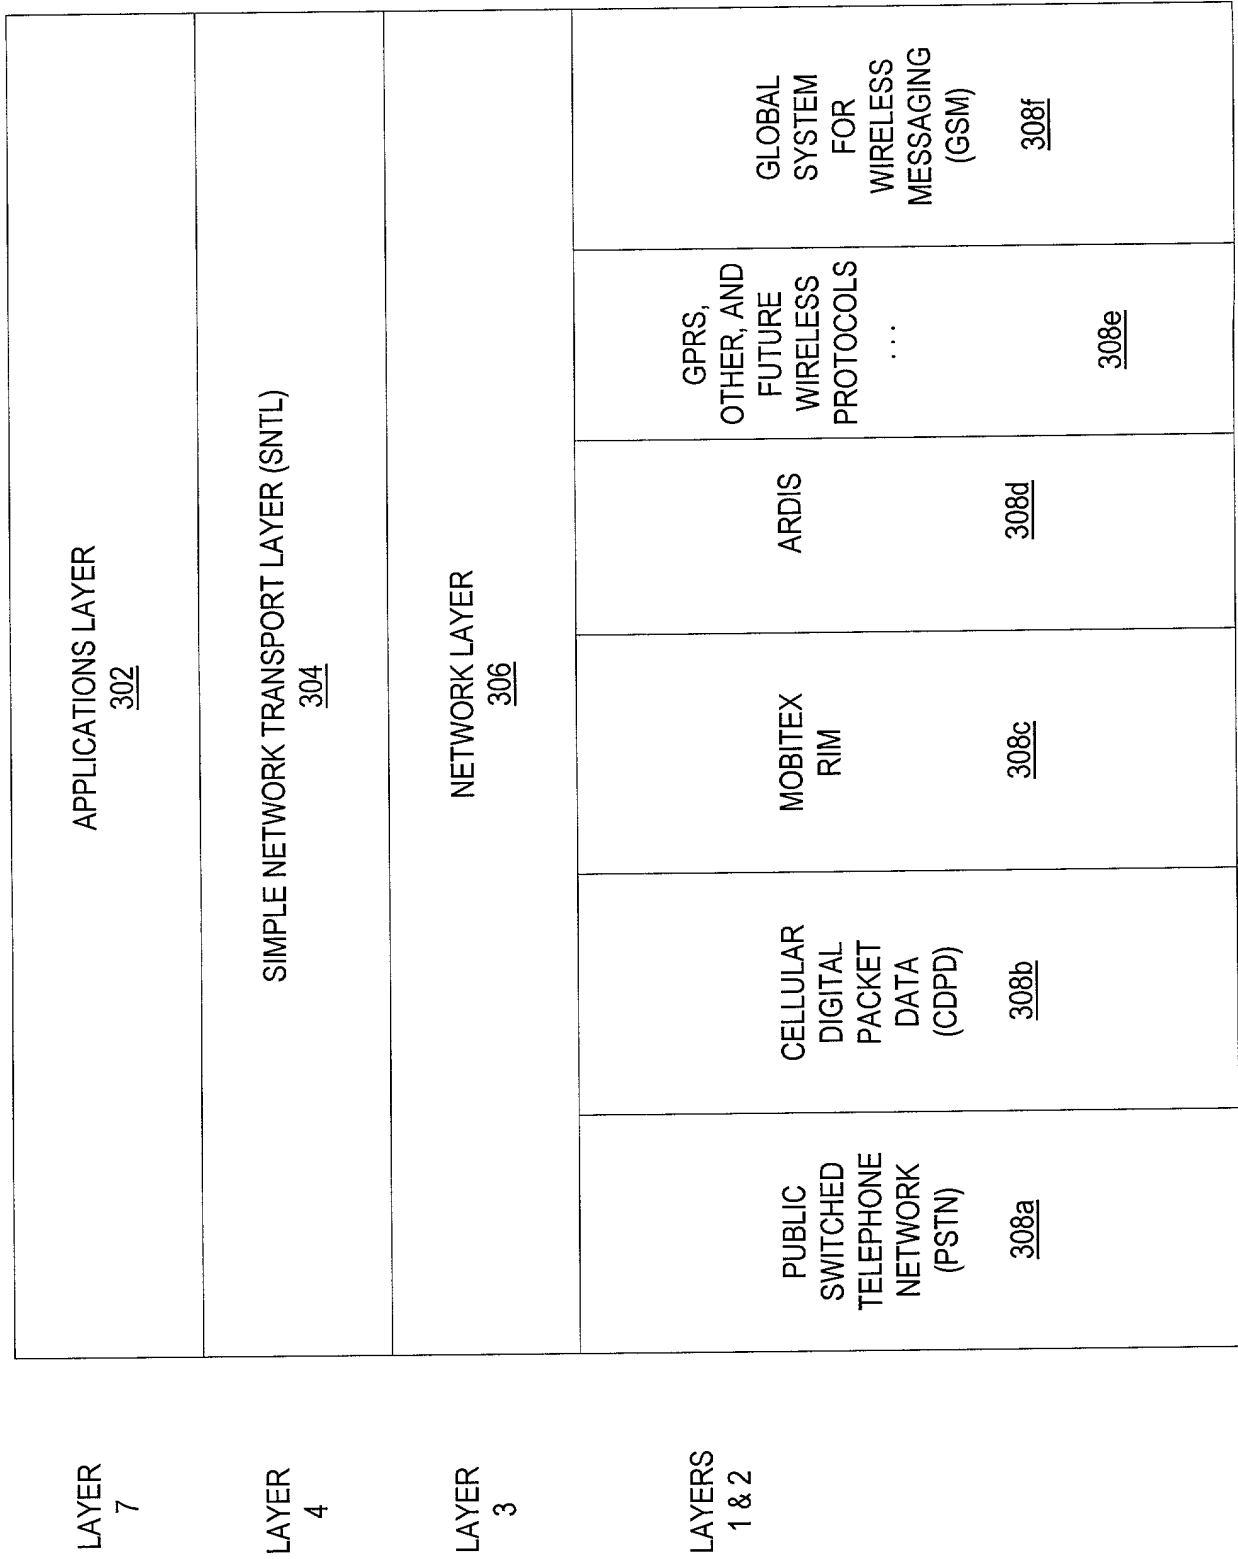 LAYER
7
APPLICATIONS LAYER
302
LAYER
4
SIMPLE NETWORK TRANSPORT LAYER (SNTL)
304
LAYER
3
NETWORK LAYER
306
LAYERS
1 & 2
PUBLIC
SWITCHED
TELEPHONE
NETWORK
(PSTN)
308a
CELLULAR
DIGITAL
PACKET
DATA
(CDPD)
308b
MOBITEX
RIM
308c
ARDIS
308d
GPRS,
OTHER, AND
FUTURE
WIRELESS
PROTOCOLS
...
308e
GLOBAL
SYSTEM
FOR
WIRELESS
MESSAGING
(GSM)
308f